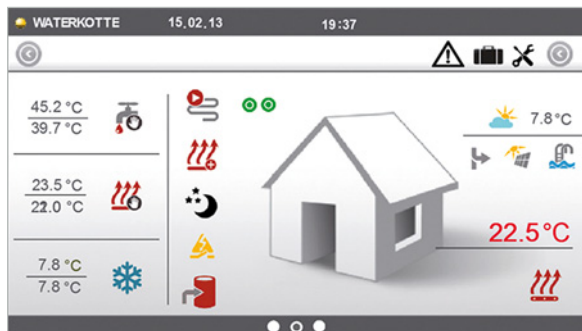 WATERKOTTE 15.02.13 19:37
45.2 °C
39.7 °C
23.5 °C
22.0 °C
7.8 °C
7.8 °C
7.8 °C
22.5 °C